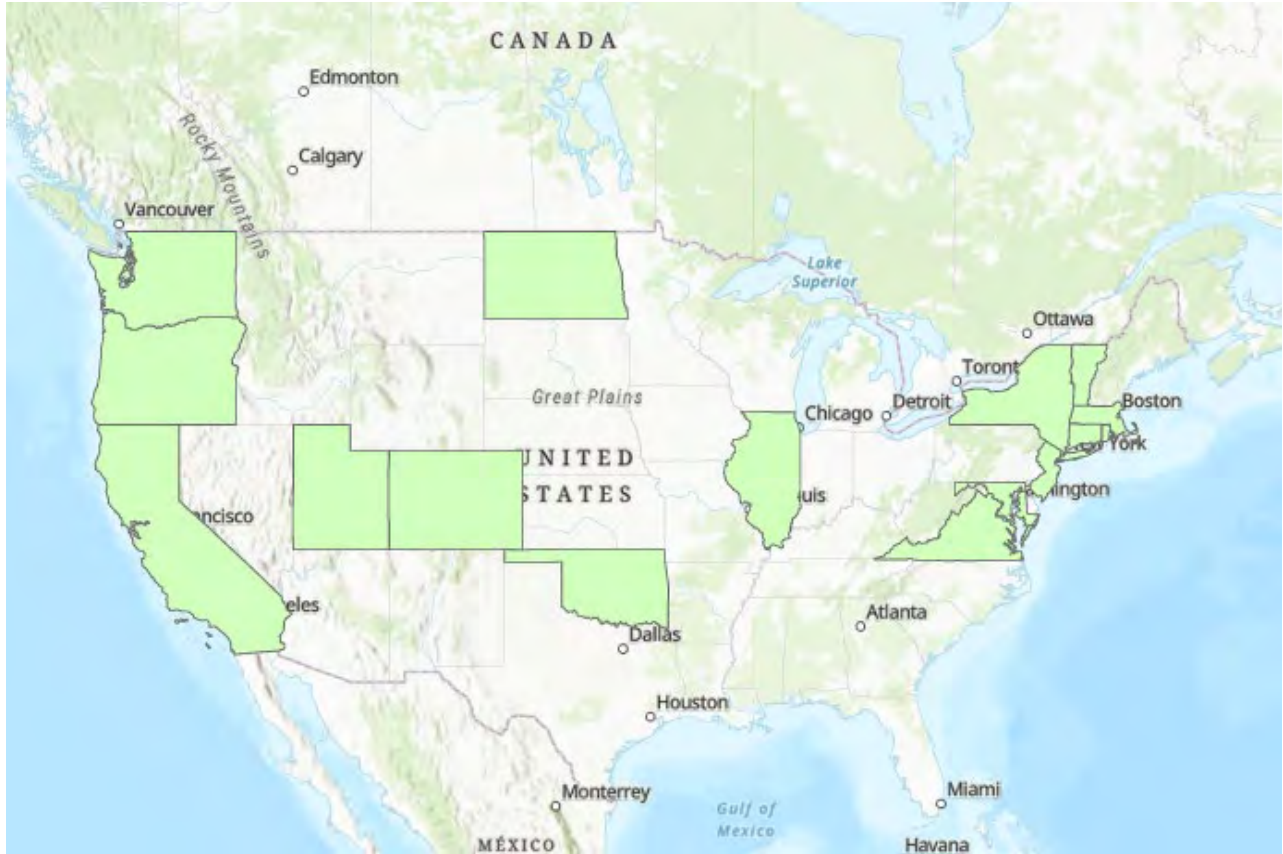 CANADA
Edmonton
Rocky Mountains
Calgary
Vancouver
Lake
Superior
Ottawa
Toront
Great Plains
Chicago
Detroit
Boston
York
UNITED
STATES
uis
ington
ancisco
eles
Atlanta
Dallas
Houston
Monterrey
Gulf of
Mexico
Miami
MÉXICO
Havana